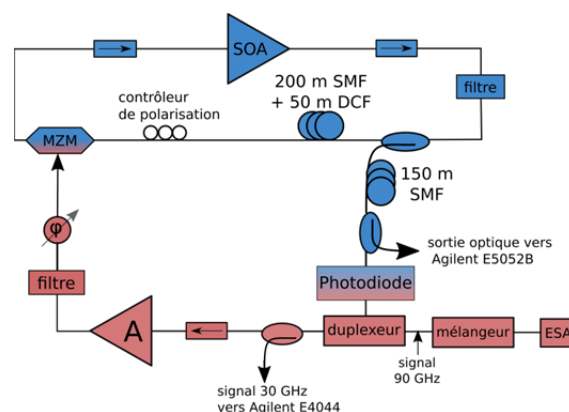 SOA
contrôleur
de polarisation
200 m SMF
+ 50 m DCF
filtre
MZM
150 m
SMF
φ
sortie optique vers
Agilent E5052B
Photodiode
filtre
A
duplexeur
mélangeur
ESA
signal
90 GHz
signal 30 GHz
vers Agilent E4044